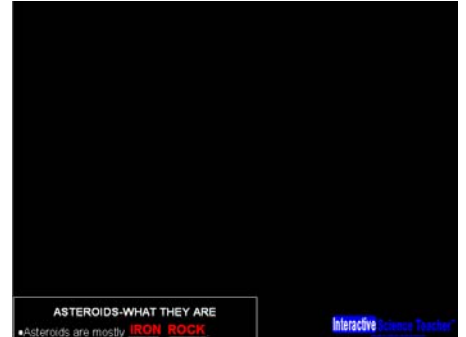 ASTEROIDS-WHAT THEY ARE
▪Asteroids are mostly IRON ROCK
Interactive Science Teacher